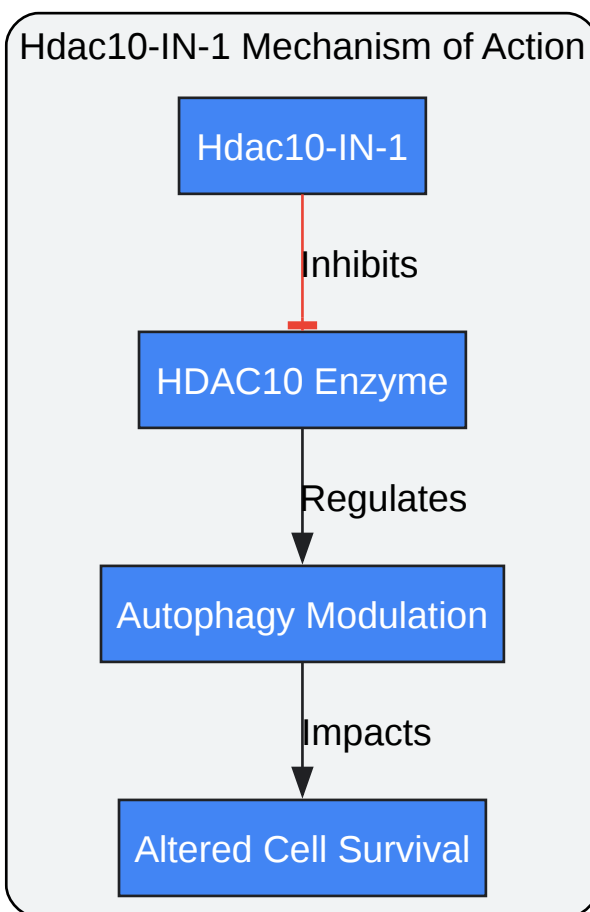 Hdac10-IN-1 Mechanism of Action
Hdac10-IN-1
Inhibits
HDAC10 Enzyme
Regulates
Autophagy Modulation
Impacts
Altered Cell Survival